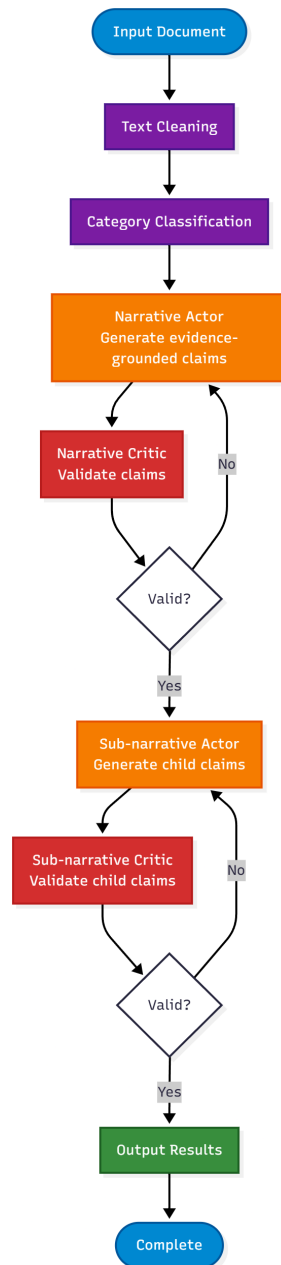 Input Document
Text Cleaning
Category Classification
Narrative Actor
Generate evidence-
grounded claims
Narrative Critic
Validate claims
No
Valid?
Yes
Sub-narrative Actor
Generate child claims
Sub-narrative Critic
Validate child claims
No
Valid?
Yes
Output Results
Complete